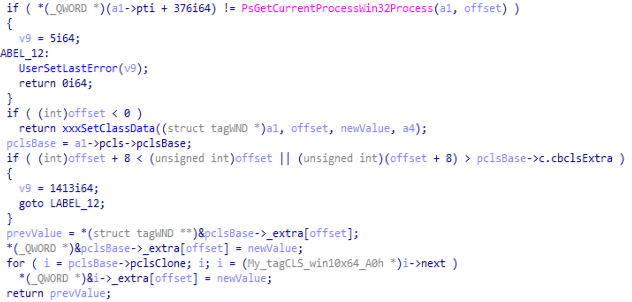 if ( *(_QWORD *)(a1->pti + 376i64) != PsGetCurrentProcessWin32Process(a1, offset) )
{
v9 = 5i64;
ABEL_12:
UserSetLastError(v9);
return 0i64;
}
if ( (int)offset < 0 )
return xxxSetClassData((struct tagWND *)a1, offset, newValue, a4);
pclsBase = a1->pcls->pclsBase;
if ( (int)offset + 8 < (unsigned int)offset || (unsigned int)(offset + 8) > pclsBase->c.cbclsExtra )
{
v9 = 1413i64;
goto LABEL_12;
}
prevValue = *(struct tagWND **)&pclsBase->_extra[offset];
*(_QWORD *)&pclsBase->_extra[offset] = newValue;
for ( i = pclsBase->pclsClone; i; i = (My_tagCLS_win10x64_A0h *)i->next )
*(_QWORD *)&i->_extra[offset] = newValue;
return prevValue;